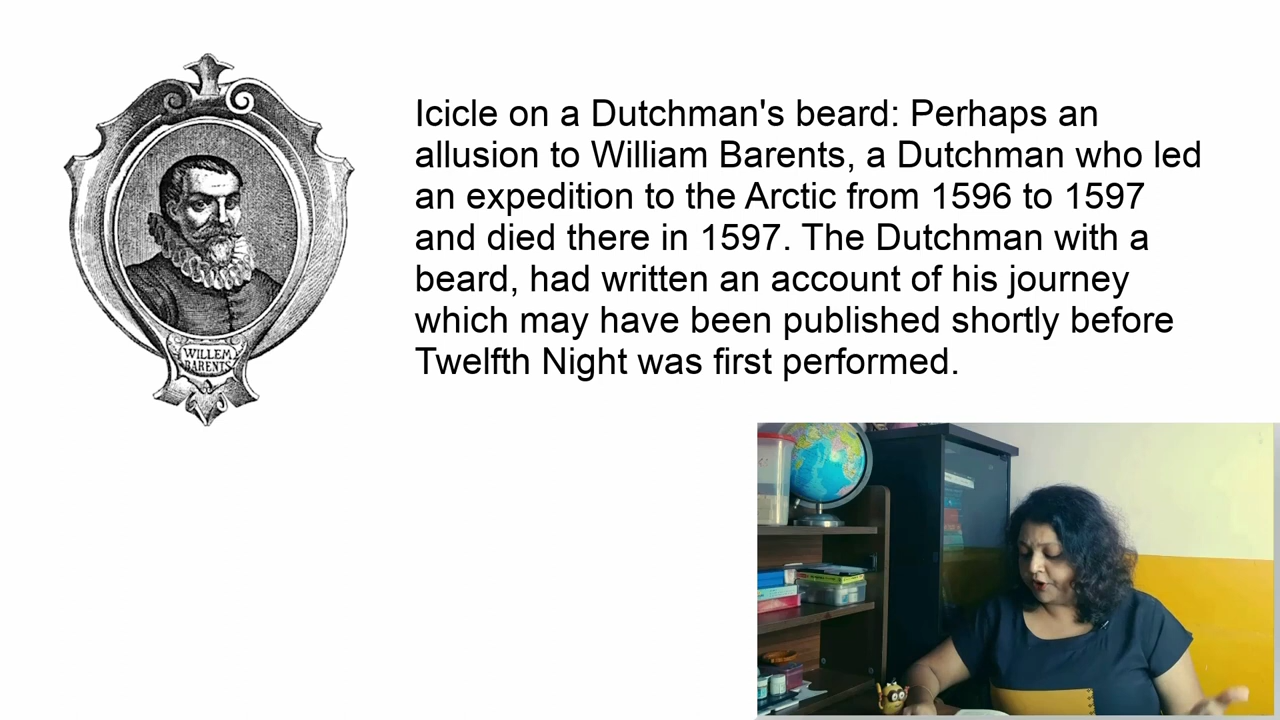 Icicle on a Dutchman's beard: Perhaps an
allusion to William Barents, a Dutchman who led
an expedition to the Arctic from 1596 to 1597
and died there in 1597. The Dutchman with a
beard, had written an account of his journey
which may have been published shortly before
Twelfth Night was first performed.
WILLEM
BARENTS